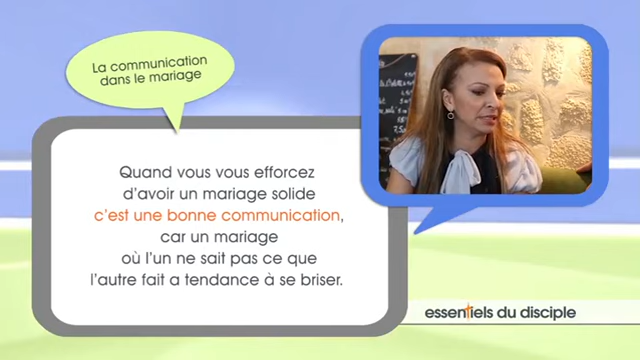 La communication
dans le mariage
Quand vous vous efforcez
d'avoir un mariage solide
c'est une bonne communication,
car un mariage
où l'un ne sait pas ce que
l'autre fait a tendance à se briser.
essentiels du disciple